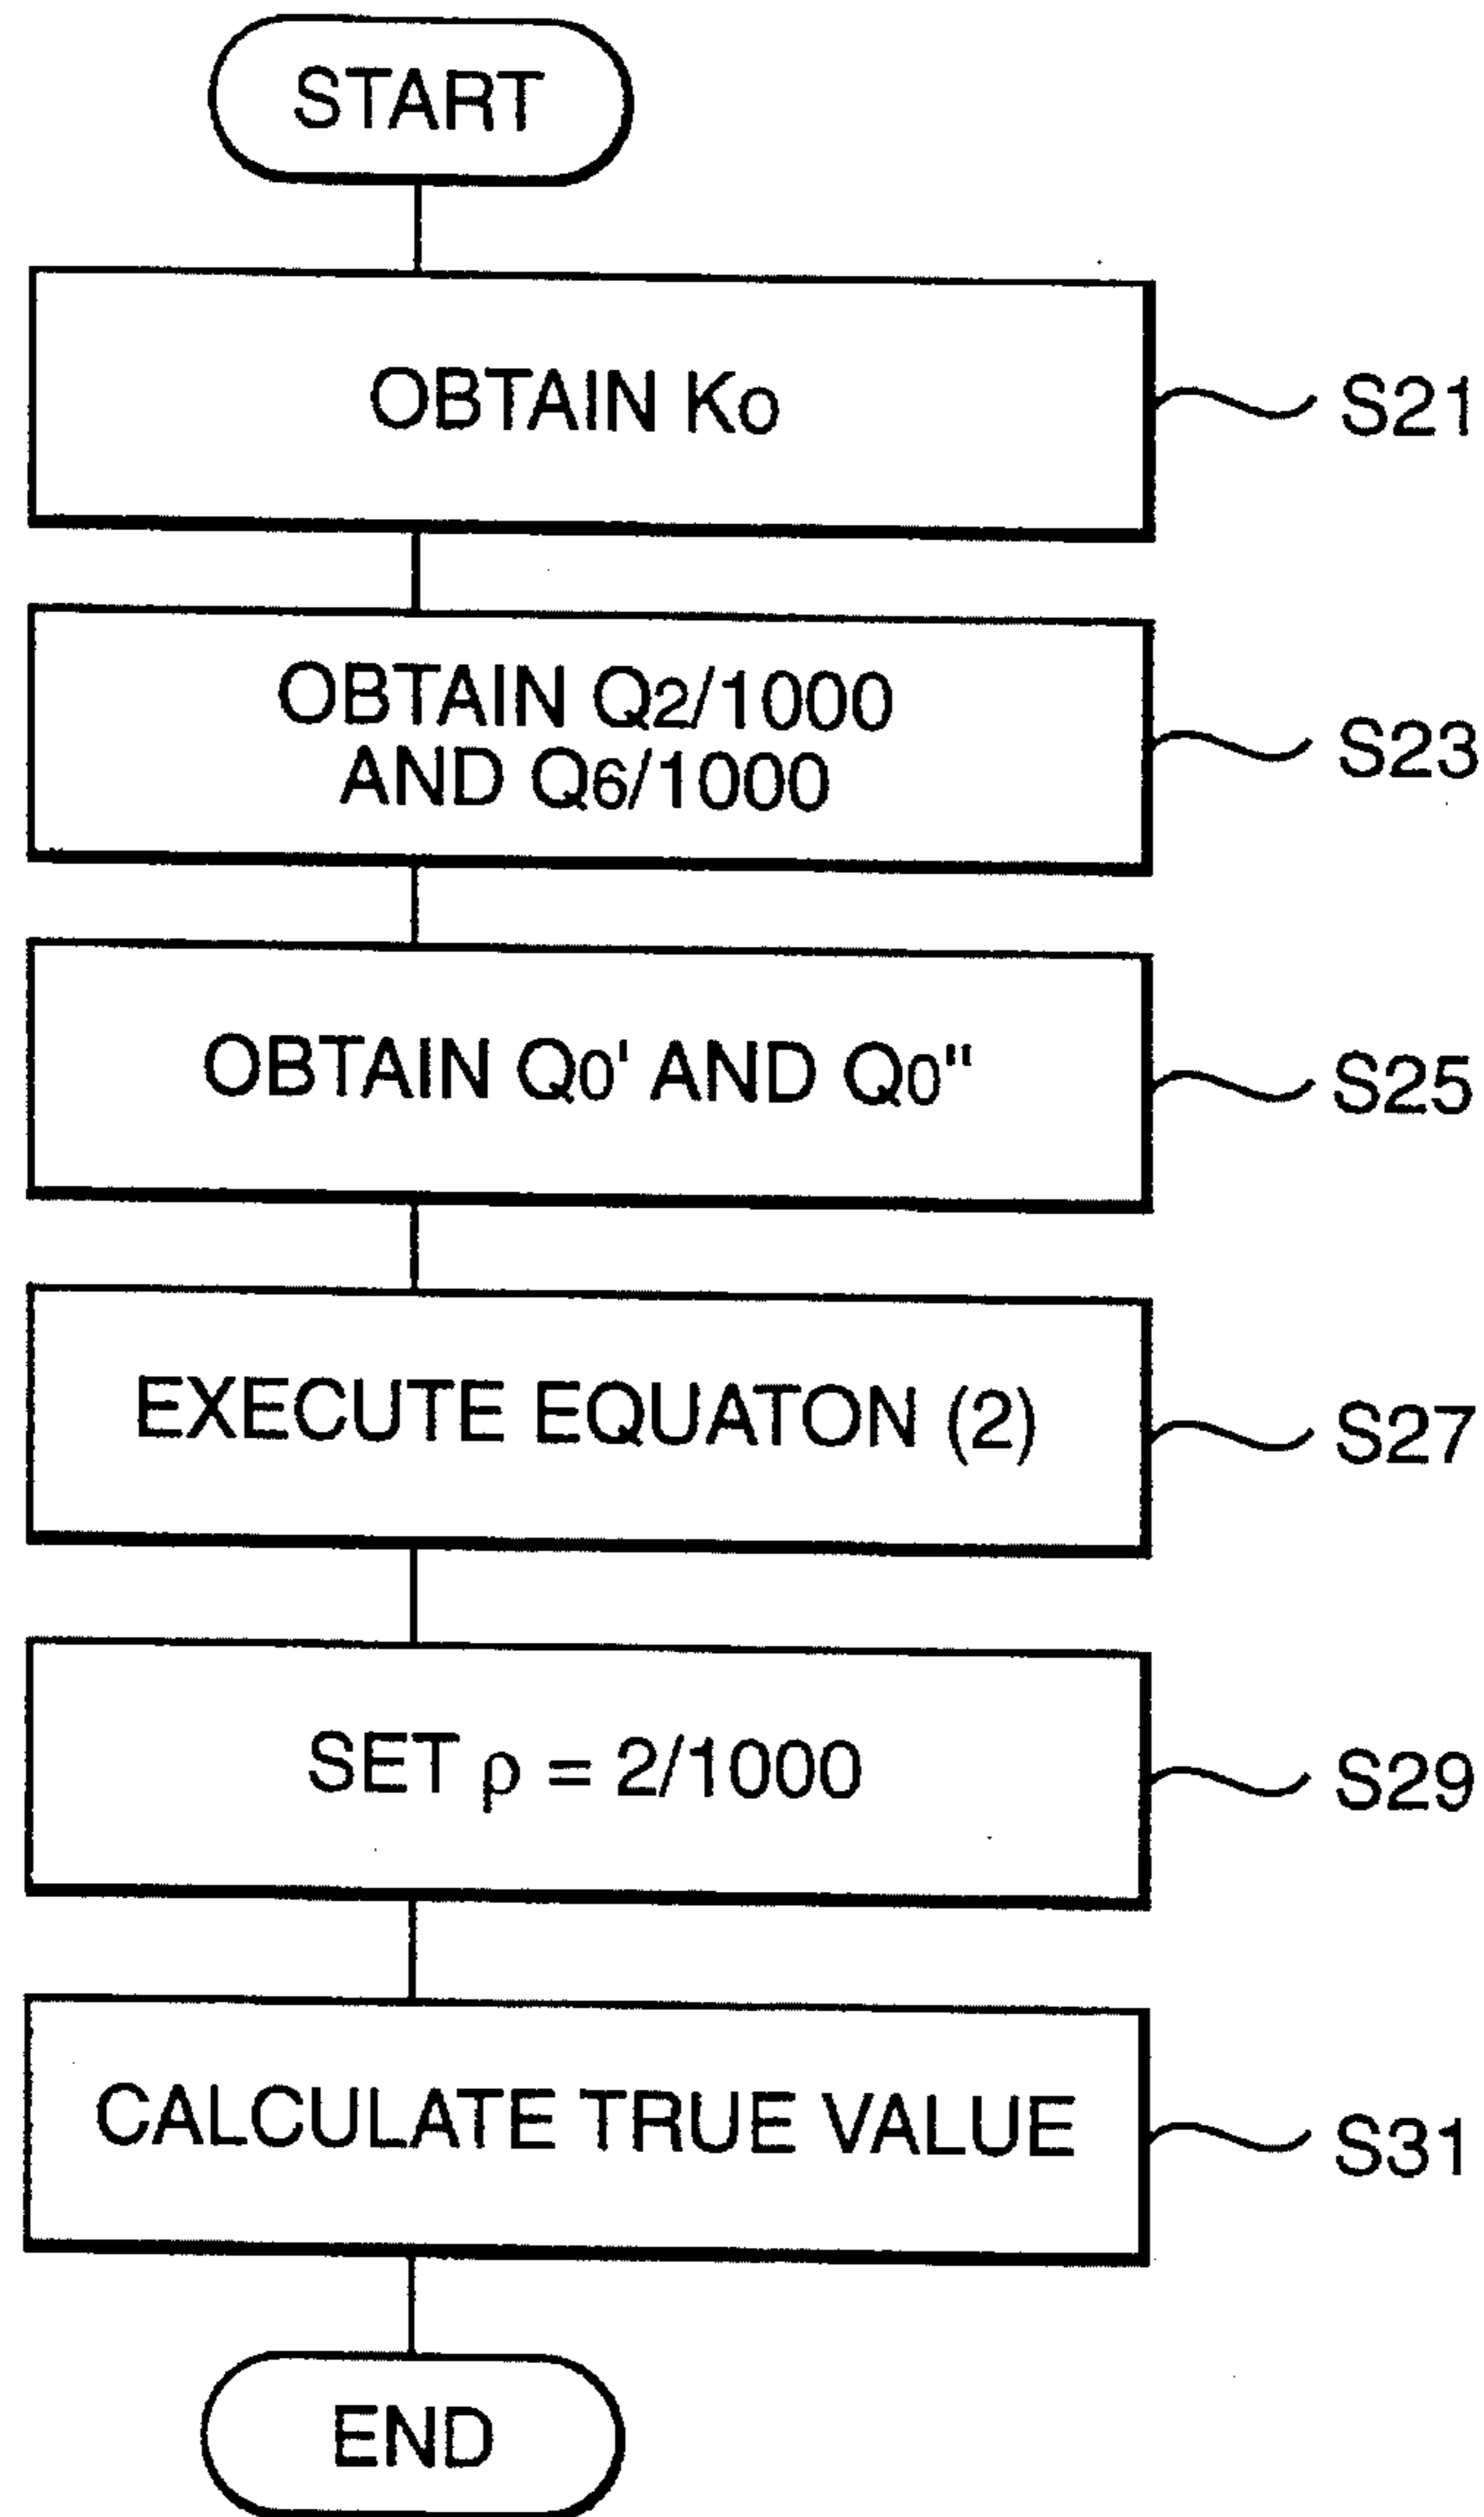 START
OBTAIN Ko
S21
OBTAIN Q2/1000
AND Q6/1000
S23
OBTAIN Q0' AND Q0"
S25
EXECUTE EQUATON (2)
S27
SET ρ = 2/1000
S29
CALCULATE TRUE VALUE
S31
END